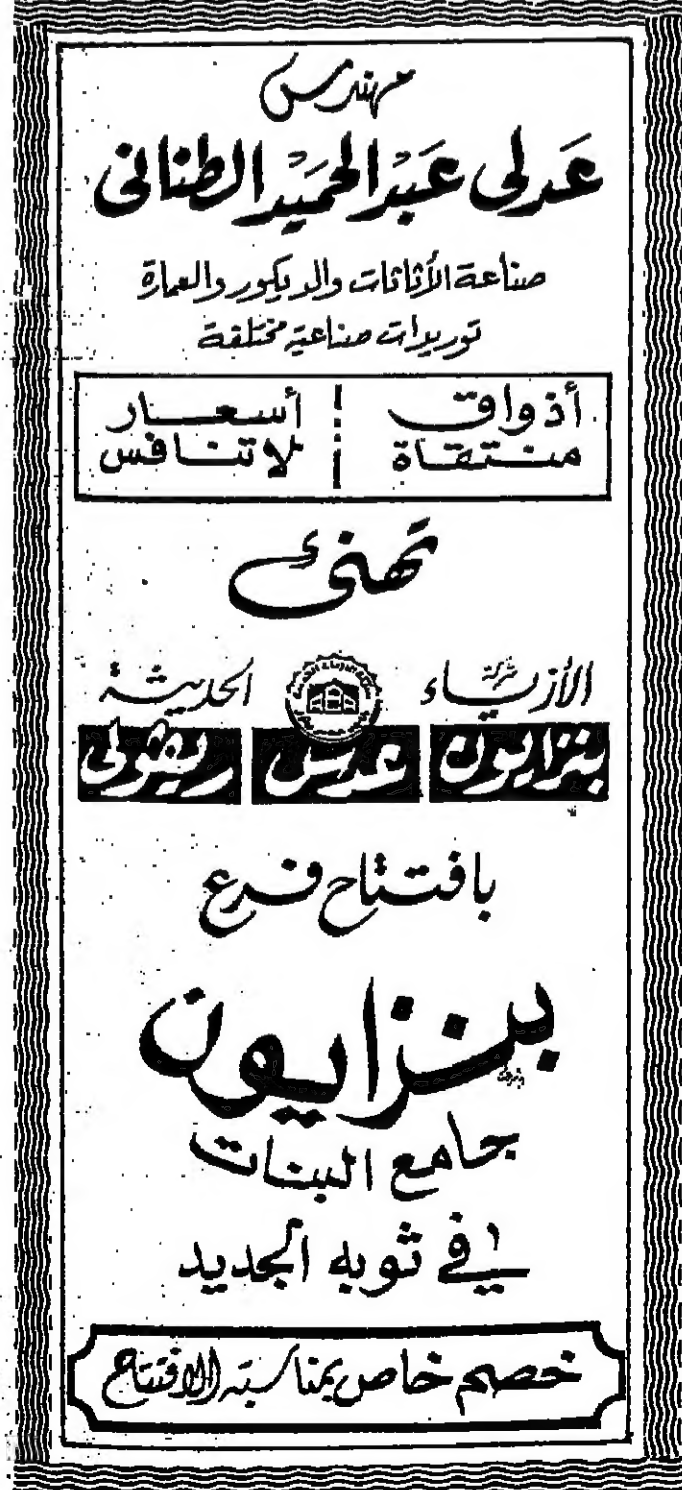 مهندس
عدلى عبد الحميد الطنانى
صناعة الأثاثات والديكور والعمارة
توريدات صناعية مختلفة
أذواق منتقاة
أسعار لا تنافس
تهنئ
شركة الأزياء الحديثة
بنزايون عدس ريفولى
بافتتاح فرع
بنزايون
جامع البنات
فى ثوبه الجديد
خصم خاص بمناسبة الافتتاح